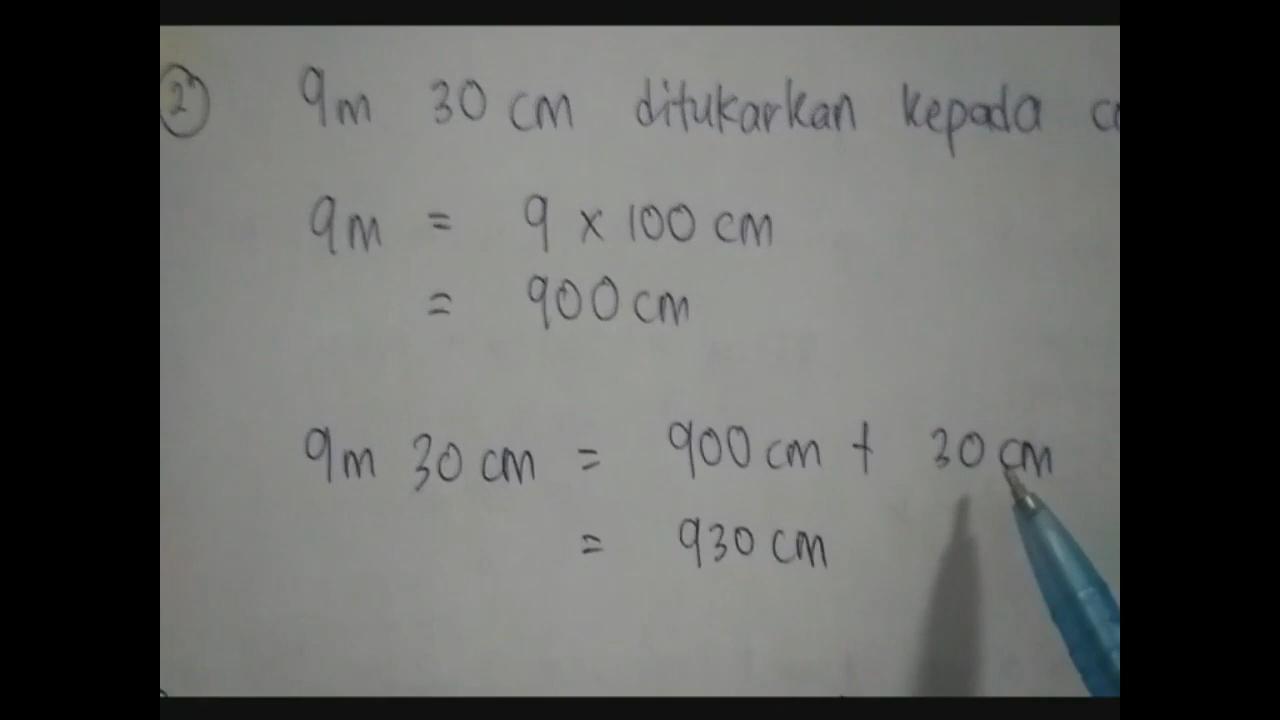 2) 9m 30 cm ditukarkan kepada c
9m = 9 x 100 cm
= 900 cm
9m 30 cm = 900 cm + 30 cm
= 930 cm